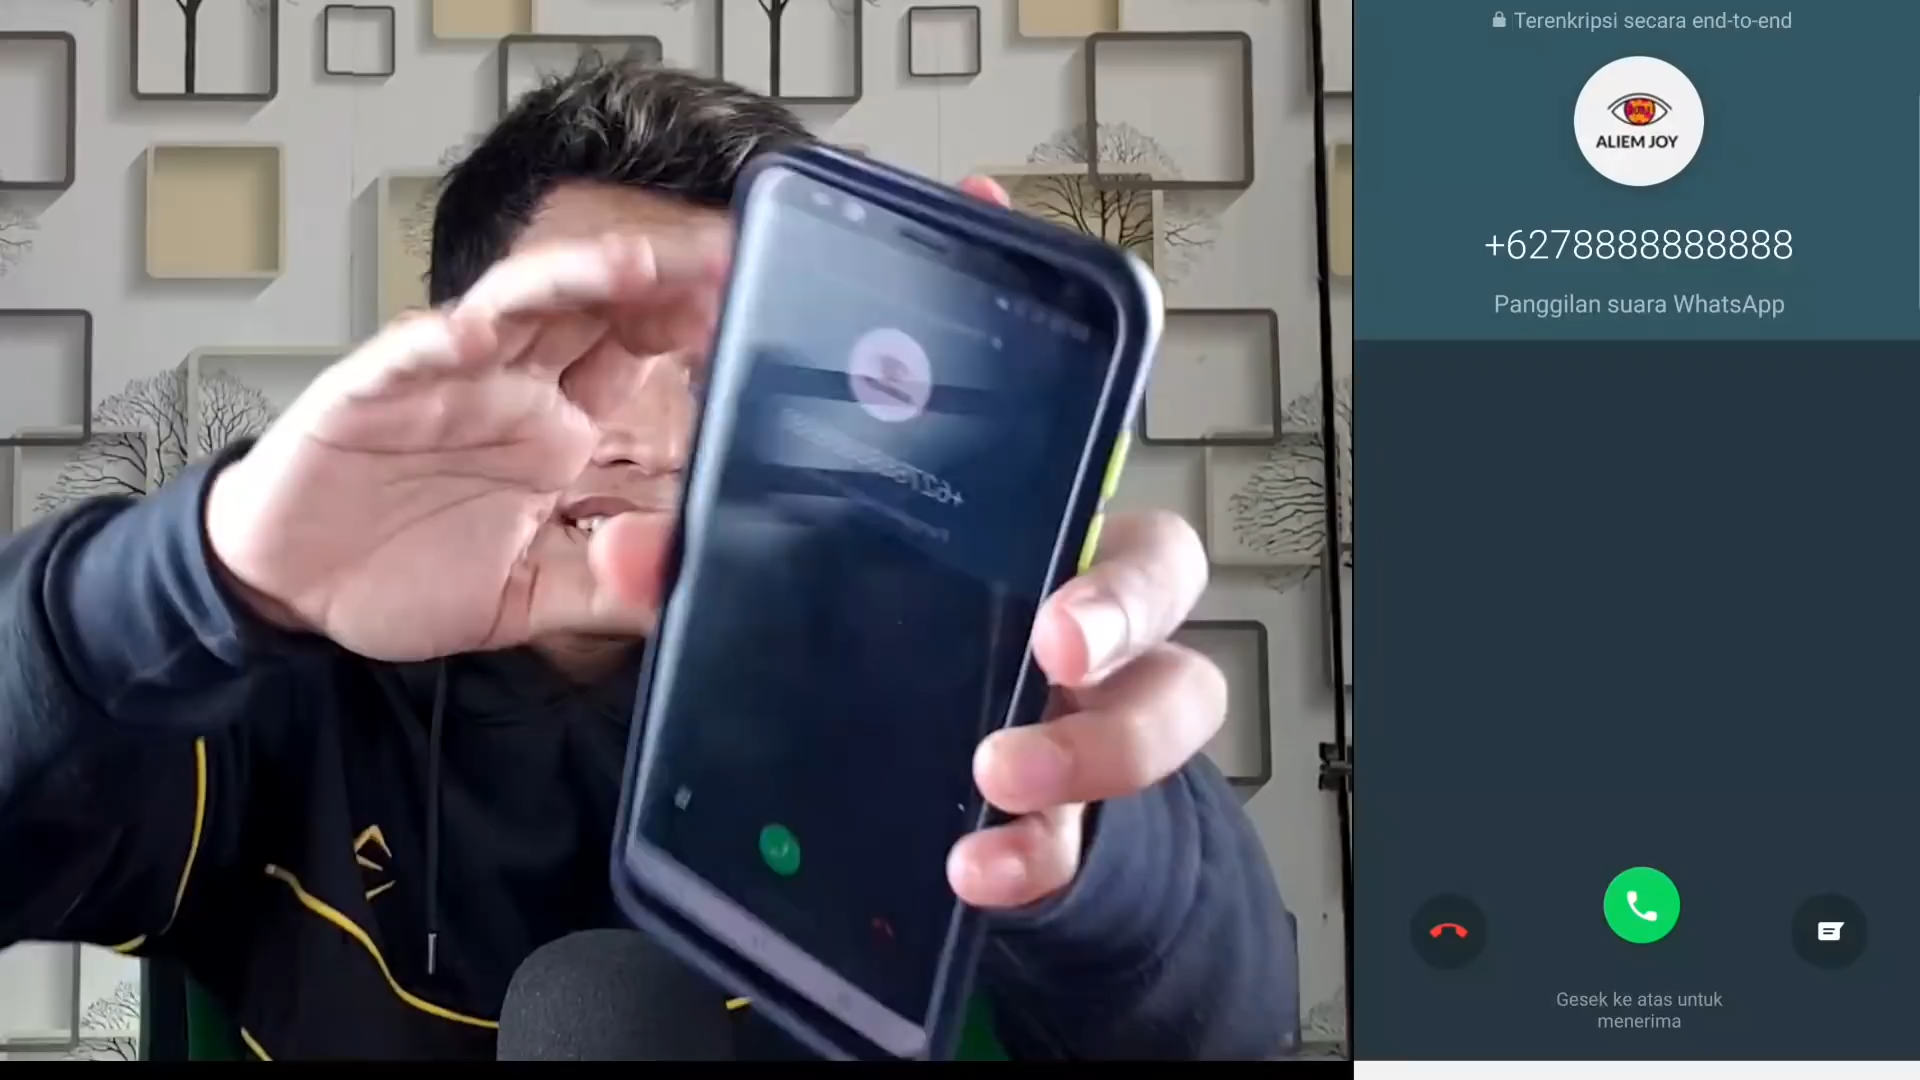 Terenkripsi secara end-to-end
ALIEM JOY
+6278888888888
Panggilan suara WhatsApp
Gesek ke atas untuk
menerima